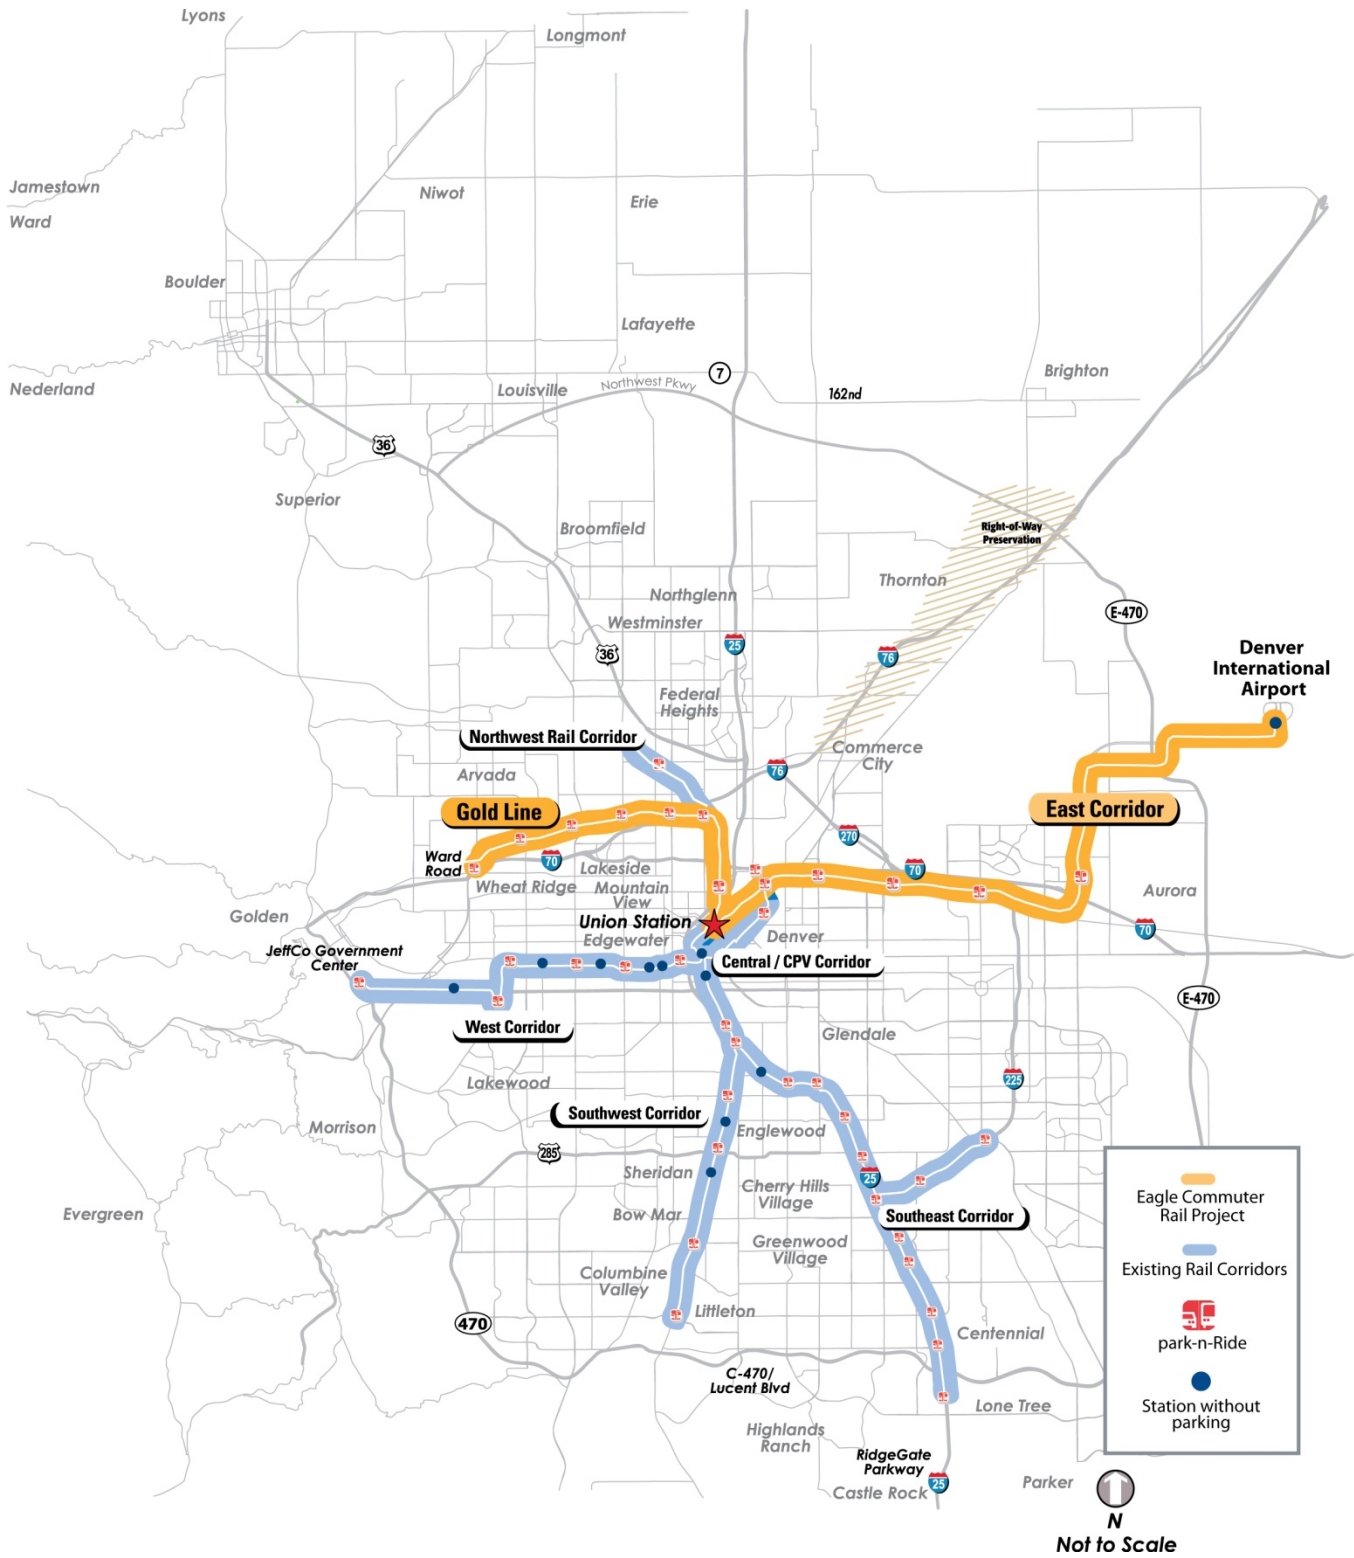 Lyons
Longmont
Jamestown
Ward
Niwot
Erie
Boulder
Lafayette
Nederland
Louisville
Northwest Pkwy
7
162nd
Brighton
36
Superior
Broomfield
Right-of-Way
Preservation
Thornton
Northglenn
Westminster
E-470
36
25
76
Denver
International
Airport
Federal
Heights
Northwest Rail Corridor
Commerce
City
Arvada
76
Gold Line
East Corridor
270
Ward
Road
70
Lakeside
70
Wheat Ridge
Mountain
View
Aurora
Golden
Union Station
Edgewater
Denver
70
JeffCo Government
Center
Central / CPV Corridor
E-470
West Corridor
Glendale
Lakewood
225
Southwest Corridor
Morrison
Englewood
285
Sheridan
25
Cherry Hills
Village
Evergreen
Bow Mar
Southeast Corridor
Greenwood
Village
Columbine
Valley
Littleton
470
Centennial
C-470/
Lucent Blvd
Lone Tree
Highlands
Ranch
RidgeGate
Parkway
25
Castle Rock
Parker
Eagle Commuter
Rail Project
Existing Rail Corridors
park-n-Ride
Station without
parking
N
Not to Scale